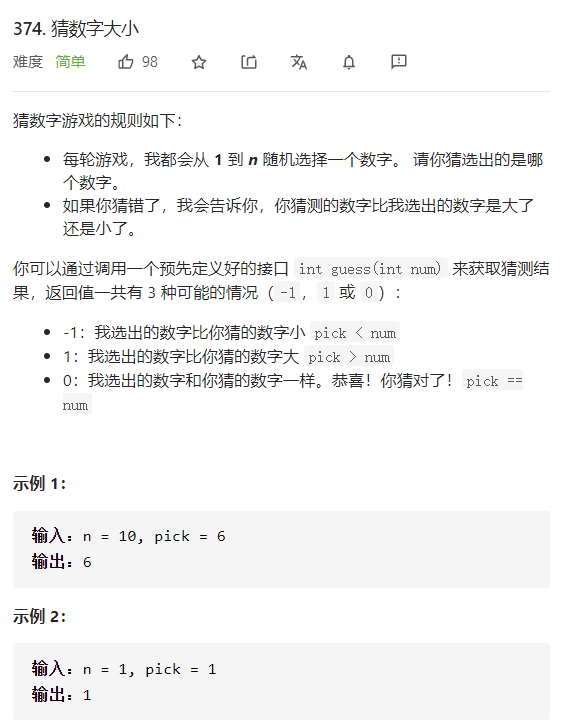 374. 猜数字大小
难度 简单 98
猜数字游戏的规则如下：
每轮游戏，我都会从 1 到 n 随机选择一个数字。 请你猜选出的是哪
个数字。
如果你猜错了，我会告诉你，你猜测的数字比我选出的数字是大了
还是小了。
你可以通过调用一个预先定义好的接口 int guess(int num) 来获取猜测结
果，返回值一共有 3 种可能的情况（-1，1 或 0）：
-1：我选出的数字比你猜的数字小 pick < num
1：我选出的数字比你猜的数字大 pick > num
0：我选出的数字和你猜的数字一样。恭喜！你猜对了！pick ==
num
示例 1：
输入：n = 10, pick = 6
输出：6
示例 2：
输入：n = 1, pick = 1
输出：1